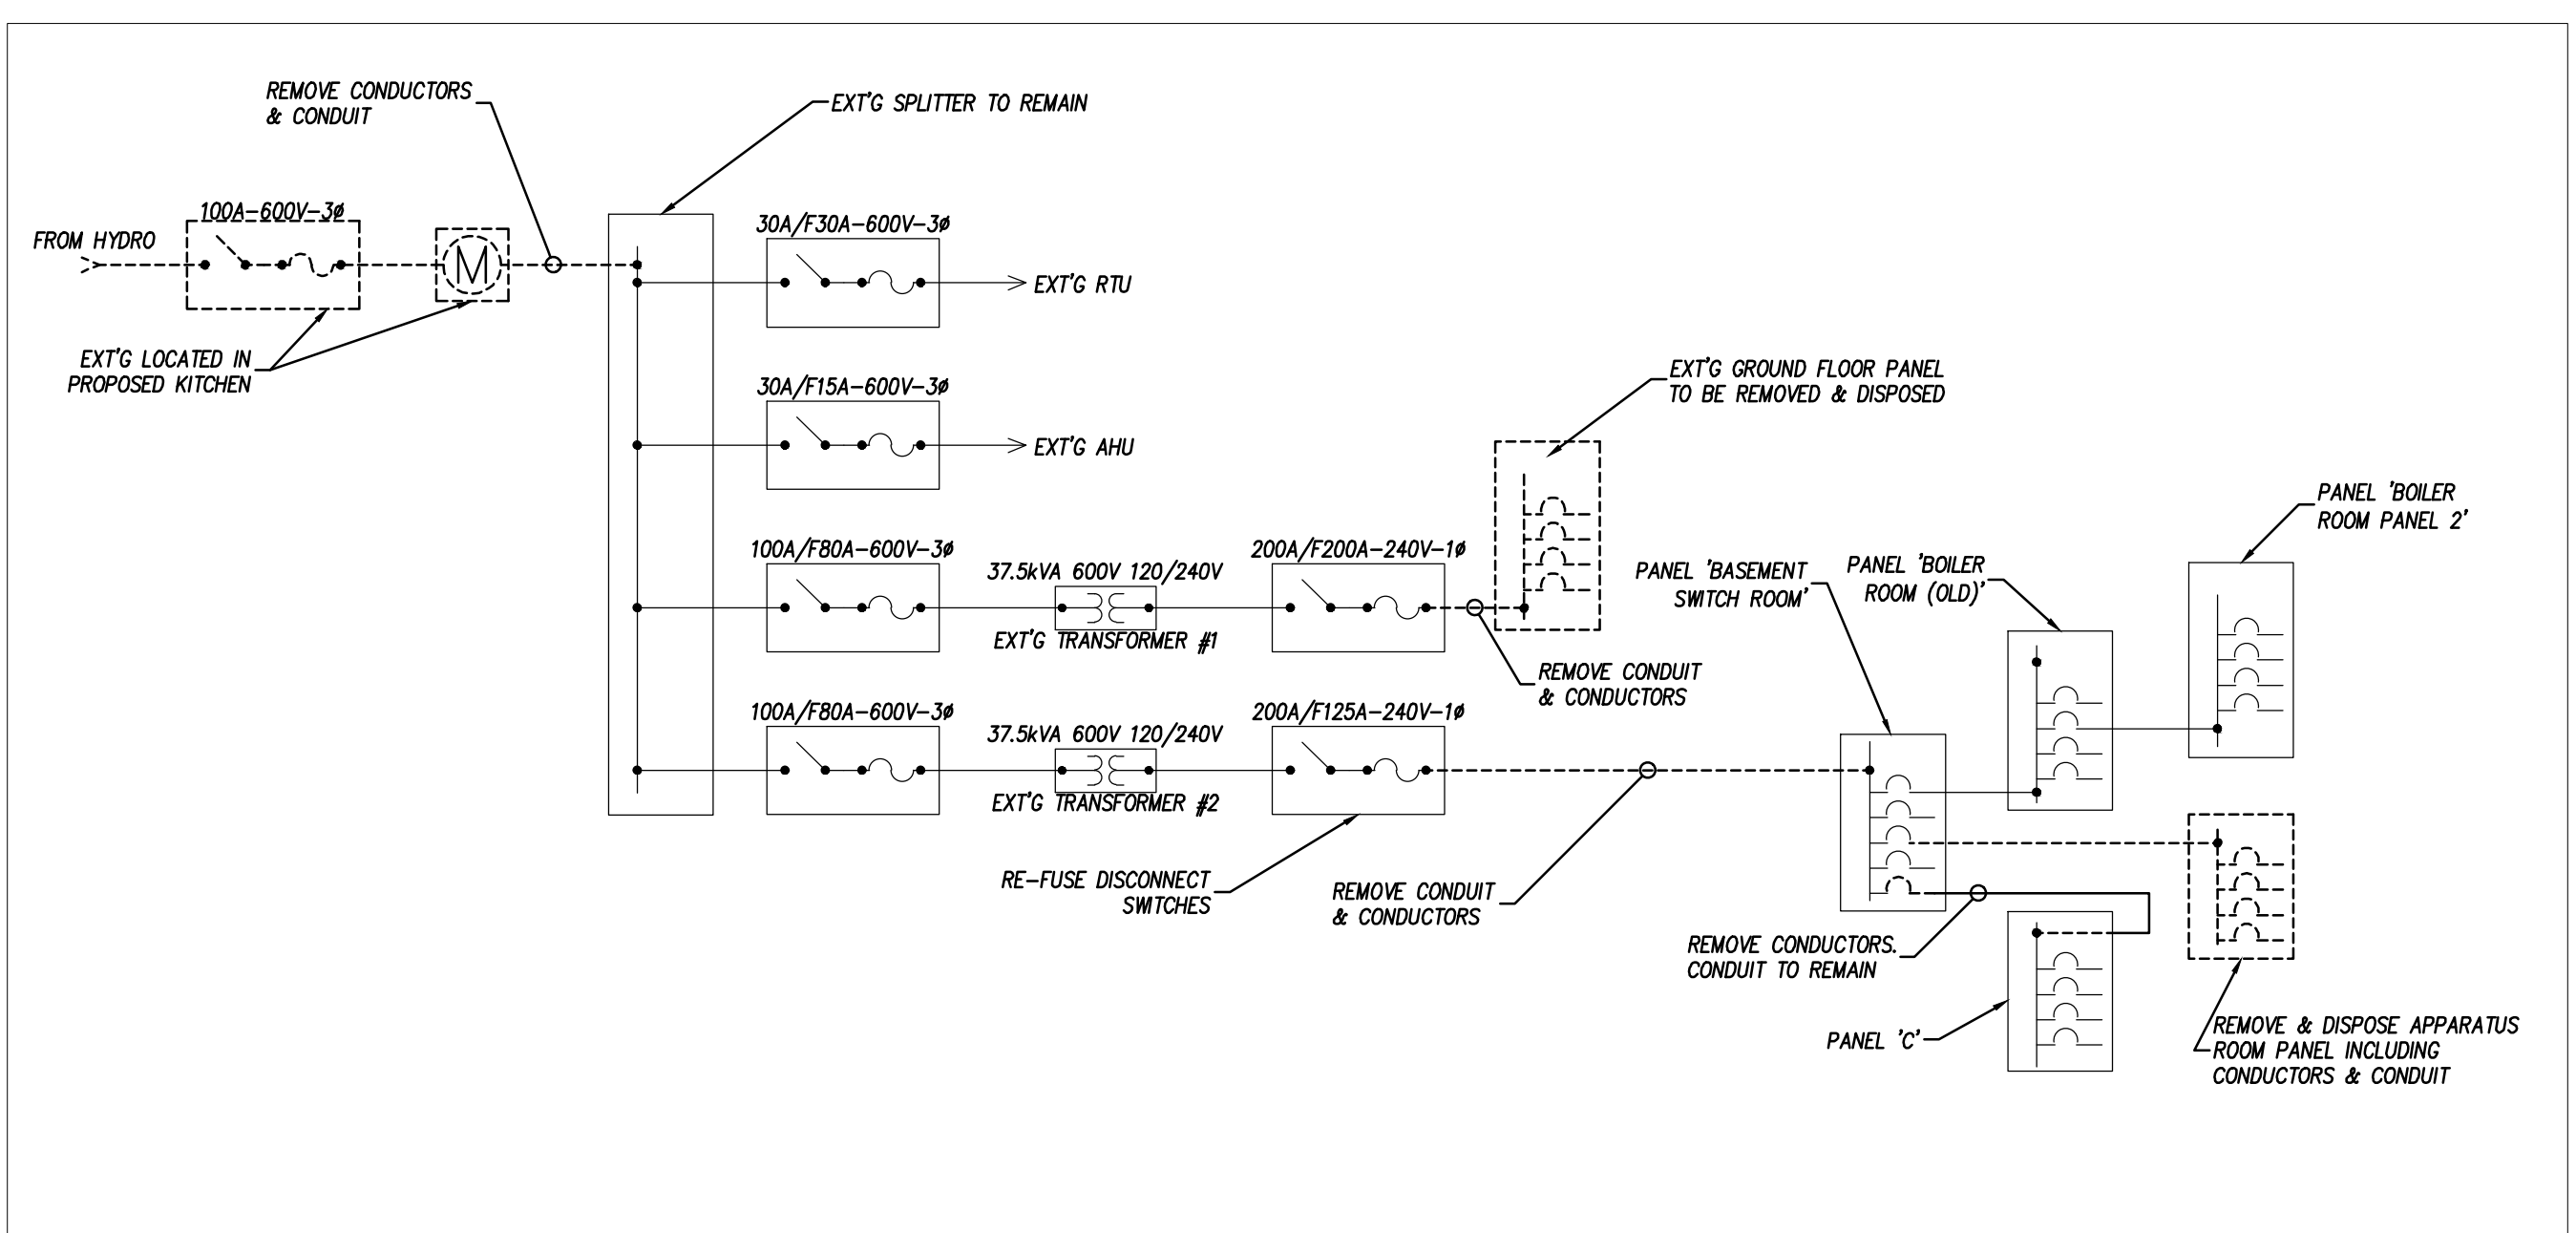 REMOVE CONDUCTORS
& CONDUIT
EXT'G SPLITTER TO REMAIN
100A-600V-3ø
FROM HYDRO
M
EXT'G LOCATED IN
PROPOSED KITCHEN
30A/F30A-600V-3ø
EXT'G RTU
30A/F15A-600V-3ø
EXT'G AHU
EXT'G GROUND FLOOR PANEL
TO BE REMOVED & DISPOSED
100A/F80A-600V-3ø
37.5kVA 600V 120/240V
EXT'G TRANSFORMER #1
200A/F200A-240V-1ø
REMOVE CONDUIT
& CONDUCTORS
100A/F80A-600V-3ø
37.5kVA 600V 120/240V
EXT'G TRANSFORMER #2
200A/F125A-240V-1ø
RE-FUSE DISCONNECT
SWITCHES
REMOVE CONDUIT
& CONDUCTORS
PANEL 'BASEMENT
SWITCH ROOM'
PANEL 'BOILER
ROOM (OLD)'
PANEL 'BOILER
ROOM PANEL 2'
REMOVE CONDUCTORS.
CONDUIT TO REMAIN
PANEL 'C'
REMOVE & DISPOSE APPARATUS
ROOM PANEL INCLUDING
CONDUCTORS & CONDUIT